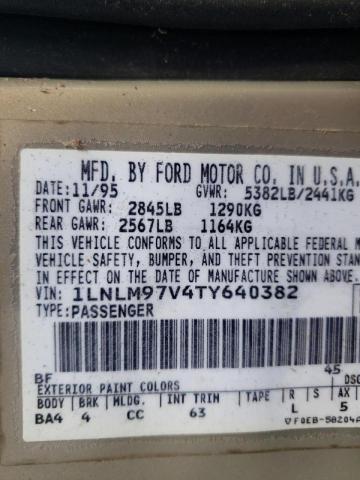 MFD. BY FORD MOTOR CO. IN U.S.A.
DATE: 11/95 GVWR: 5382LB/2441KG
FRONT GAWR: 2845LB 1290KG
REAR GAWR: 2567LB 1164KG
THIS VEHICLE CONFORMS TO ALL APPLICABLE FEDERAL
VEHICLE SAFETY, BUMPER, AND THEFT PREVENTION
IN EFFECT ON THE DATE OF MANUFACTURE SHOWN
VIN: 1LNLM97V4TY640382
TYPE: PASSENGER
BF 45
EXTERIOR PAINT COLORS DSO
BODY BRK MLDG. INT TRIM TAPE R S AX
BA4 4 CC 63 L 5